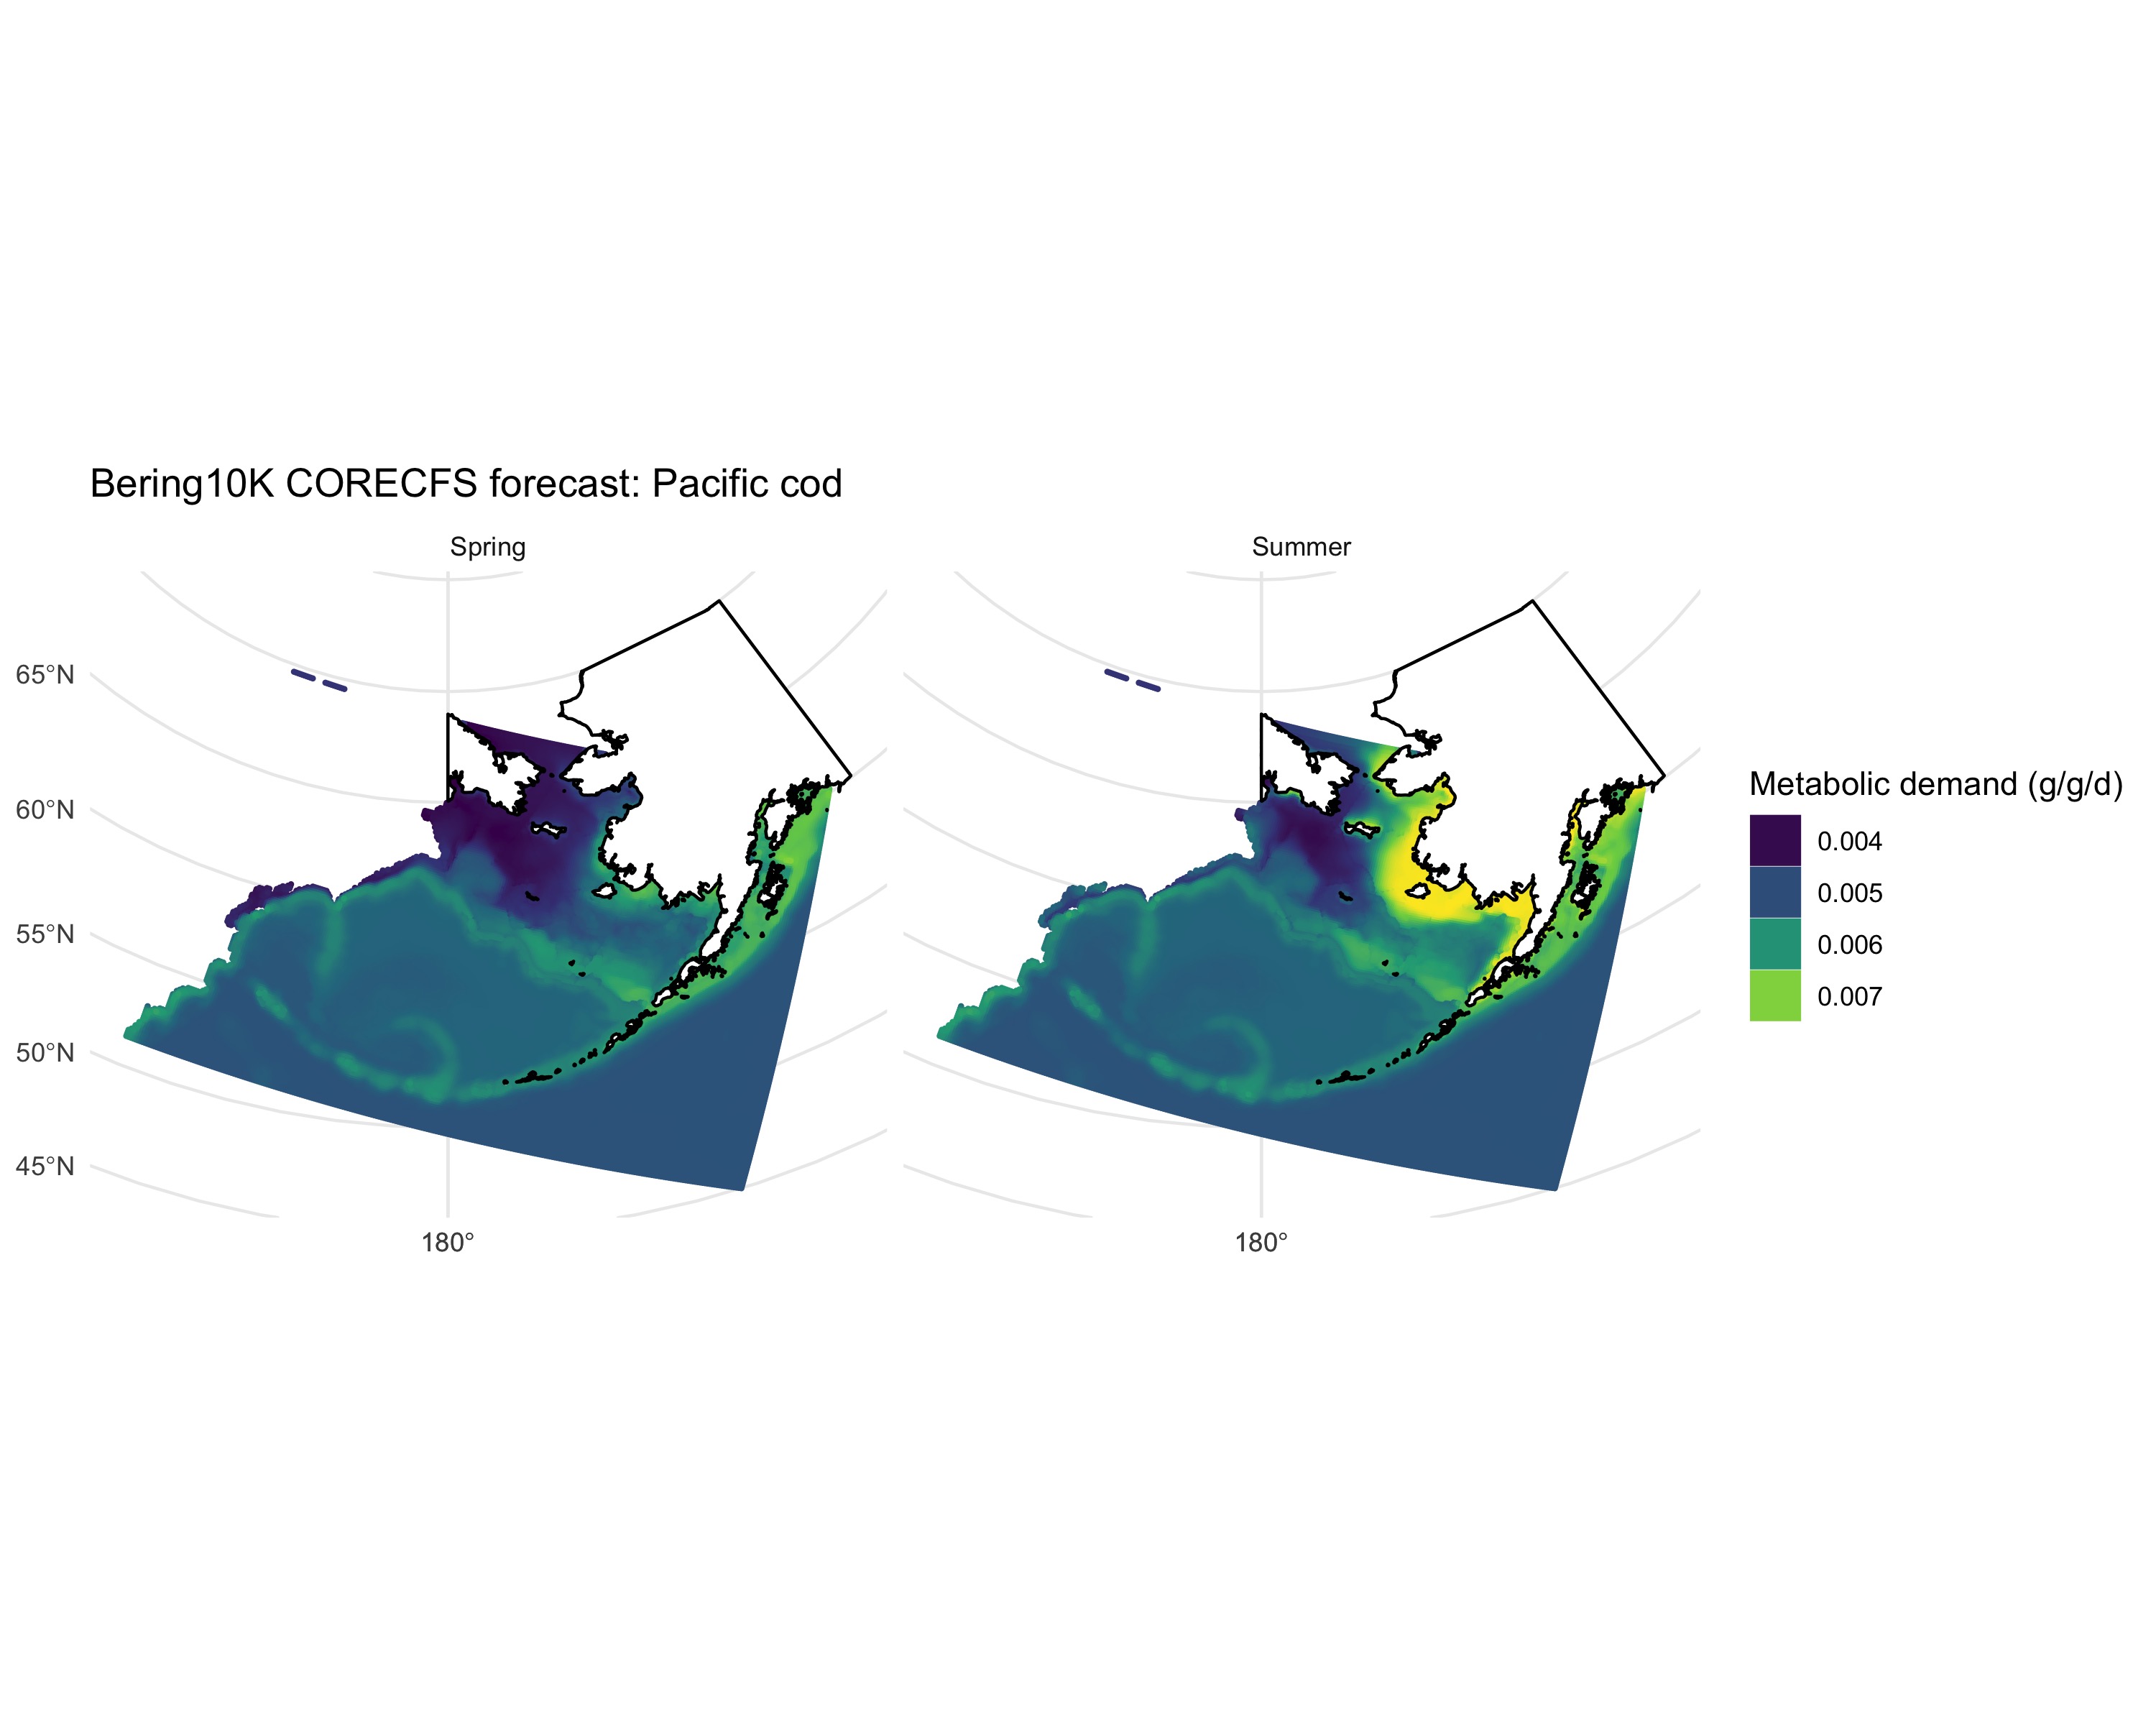 Bering10K CORECFS forecast: Pacific cod
Spring
Summer
65°N
60°N
55°N
50°N
45°N
180°
180°
Metabolic demand (g/g/d)
0.004
0.005
0.006
0.007